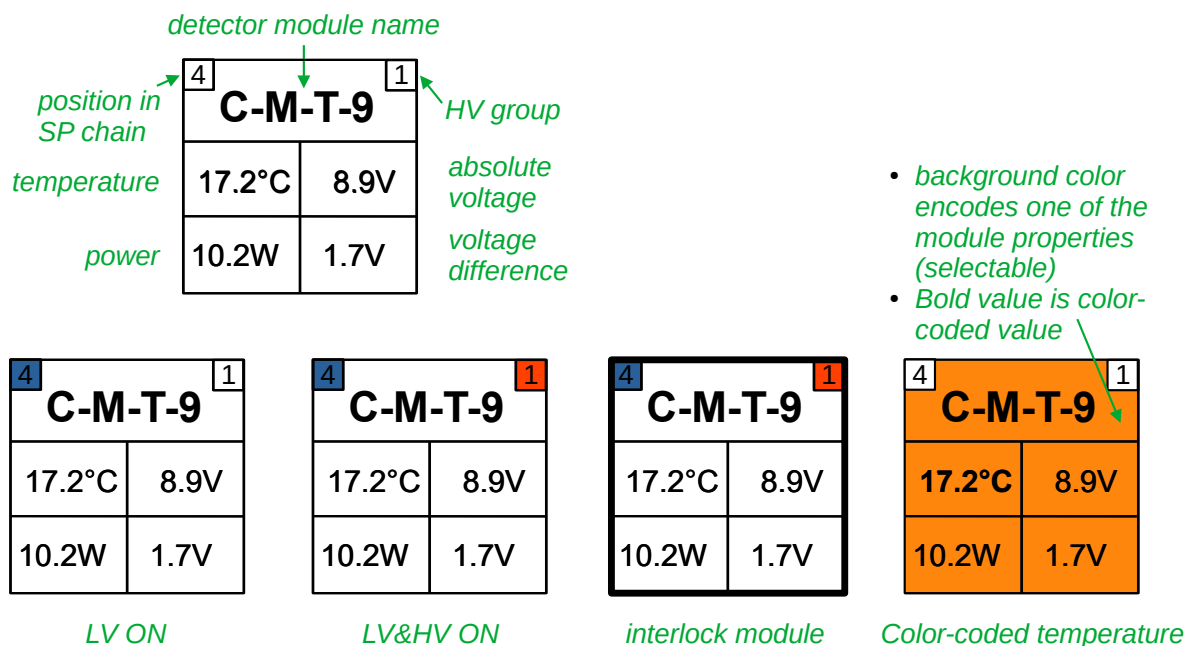 detector module name
4
1
C-M-T-9
position in
SP chain
HV group
temperature
17.2°C
8.9V
absolute
voltage
power
10.2W
1.7V
voltage
difference
• background color
encodes one of the
module properties
(selectable)
• Bold value is color-
coded value
4
1
C-M-T-9
17.2°C
8.9V
10.2W
1.7V
LV ON
4
1
C-M-T-9
17.2°C
8.9V
10.2W
1.7V
LV&HV ON
4
1
C-M-T-9
17.2°C
8.9V
10.2W
1.7V
interlock module
4
1
C-M-T-9
17.2°C
8.9V
10.2W
1.7V
Color-coded temperature